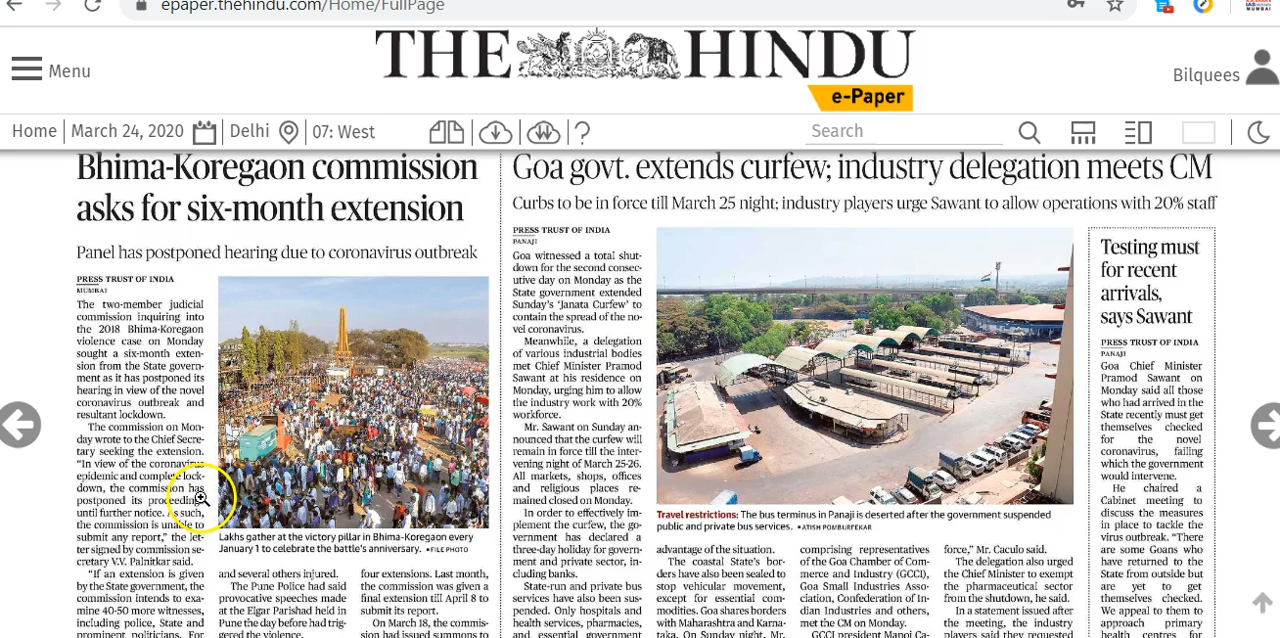 epaper.thehindu.com/Home/FullPage
Menu
THE HINDU
e-Paper
Bilquees
Home
March 24, 2020
Delhi
07: West
?
Search
Bhima-Koregaon commission
asks for six-month extension
Panel has postponed hearing due to coronavirus outbreak
PRESS TRUST OF INDIA
MUMBAI
The two-member judicial
commission inquiring into
the 2018 Bhima-Koregaon
violence case on Monday
sought a six-month exten-
sion from the State govern-
ment as it has postponed its
hearing in view of the novel
coronavirus outbreak and
resultant lockdown.
The commission on Mon-
day wrote to the Chief Secre-
tary seeking the extension.
“In view of the coronavirus
epidemic and complete lock-
down, the commission has
postponed its proceeding
until further notice. As such,
the commission is unable to
submit any report,” the let-
ter signed by commission se-
cretary V.V. Palnitkar said.
“If an extension is given
by the State government, the
commission intends to exa-
mine 40-50 more witnesses,
including police, State and
prominent politicians. For
Lakhs gather at the victory pillar in Bhima-Koregaon every
January 1 to celebrate the battle's anniversary. •FILE PHOTO
and several others injured.
The Pune Police had said
provocative speeches made
at the Elgar Parishad held in
Pune the day before had trig-
gered the violence.
four extensions. Last month,
the commission was given a
final extension till April 8 to
submit its report.
On March 18, the commis-
sion had issued summons to
Goa govt. extends curfew; industry delegation meets CM
Curbs to be in force till March 25 night; industry players urge Sawant to allow operations with 20% staff
PRESS TRUST OF INDIA
PANAJI
Goa witnessed a total shut-
down for the second consec-
utive day on Monday as the
State government extended
Sunday's ‘Janata Curfew’ to
contain the spread of the no-
vel coronavirus.
Meanwhile, a delegation
of various industrial bodies
met Chief Minister Pramod
Sawant at his residence on
Monday, urging him to allow
the industry work with 20%
workforce.
Mr. Sawant on Sunday an-
nounced that the curfew will
remain in force till the inter-
vening night of March 25-26.
All markets, shops, offices
and religious places re-
mained closed on Monday.
In order to effectively im-
plement the curfew, the go-
vernment has declared a
three-day holiday for govern-
ment and private sector, in-
cluding banks.
State-run and private bus
services have also been sus-
pended. Only hospitals and
health services, pharmacies,
and essential government
Travel restrictions: The bus terminus in Panaji is deserted after the government suspended
public and private bus services. •ATISH POMBURFEKAR
advantage of the situation.
The coastal State's bor-
ders have also been sealed to
stop vehicular movement,
except for essential com-
modities. Goa shares borders
with Maharashtra and Karna-
taka. On Sunday night, Mr.
comprising representatives
of the Goa Chamber of Com-
merce and Industry (GCCI),
Goa Small Industries Asso-
ciation, Confederation of In-
dian Industries and others,
met the CM on Monday.
GCCI president Manoj Ca-
force,” Mr. Caculo said.
The delegation also urged
the Chief Minister to exempt
the pharmaceutical sector
from the shutdown, he said.
In a statement issued after
the meeting, the industry
players said they requested
Testing must
for recent
arrivals,
says Sawant
PRESS TRUST OF INDIA
PANAJI
Goa Chief Minister
Pramod Sawant on
Monday said all those
who had arrived in the
State recently must get
themselves checked
for the novel
coronavirus, failing
which the government
would intervene.
He chaired a
Cabinet meeting to
discuss the measures
in place to tackle the
virus outbreak. “There
are some Goans who
have returned to the
State from outside but
are yet to get
themselves checked.
We appeal to them to
approach primary
health centres for